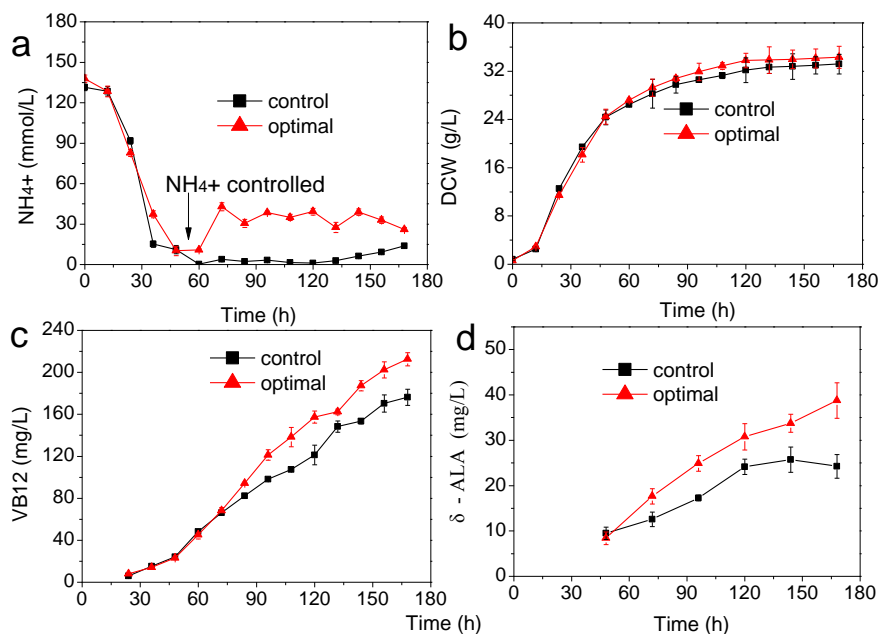 a
NH4+ (mmol/L)
180
150
120
90
60
30
0
control
optimal
NH4+ controlled
0 30 60 90 120 150 180
Time (h)
b
DCW (g/L)
40
32
24
16
8
0
control
optimal
0 30 60 90 120 150 180
Time (h)
c
VB12 (mg/L)
240
200
160
120
80
40
0
control
optimal
0 30 60 90 120 150 180
Time (h)
d
δ - ALA (mg/L)
50
40
30
20
10
0
control
optimal
0 30 60 90 120 150 180
Time (h)